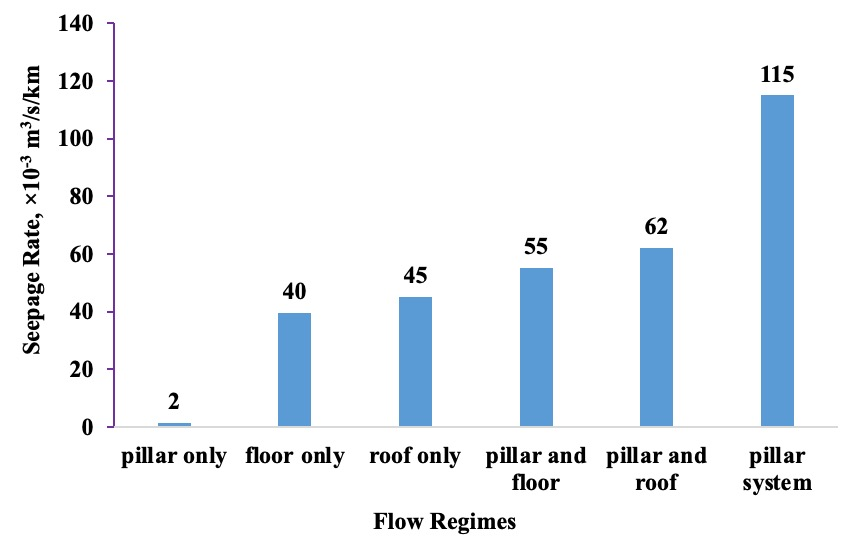 140
120
100
80
60
40
20
0
Seepage Rate, ×10⁻³ m³/s/km
2
40
45
55
62
115
pillar only
floor only
roof only
pillar and
floor
pillar and
roof
pillar
system
Flow Regimes